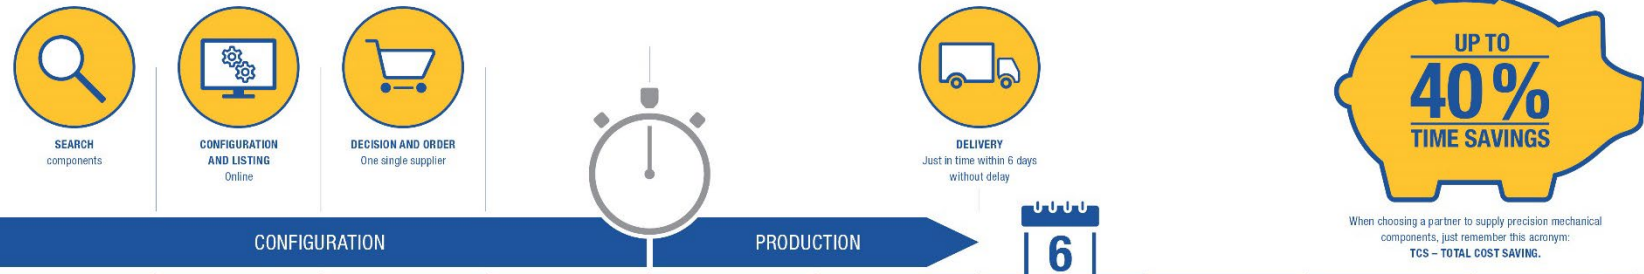 SEARCH
components
CONFIGURATION
AND LISTING
Online
DECISION AND ORDER
One single supplier
DELIVERY
Just in time within 6 days
without delay
CONFIGURATION
PRODUCTION
6
UP TO
40%
TIME SAVINGS
When choosing a partner to supply precision mechanical
components, just remember this acronym:
TCS – TOTAL COST SAVING.